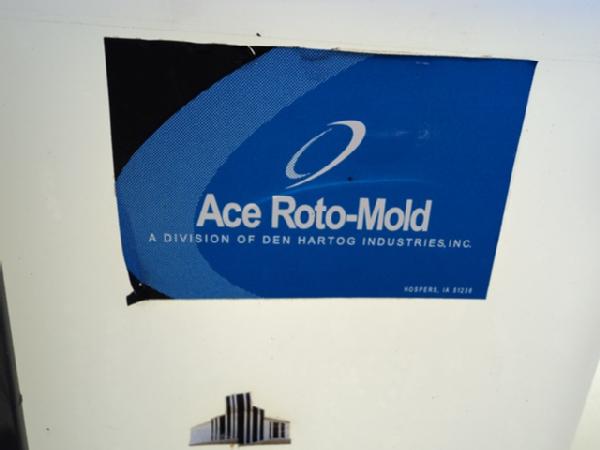 Ace Roto-Mold
A DIVISION OF DEN HARTOG INDUSTRIES, INC.
HOSPERS, IA 51238